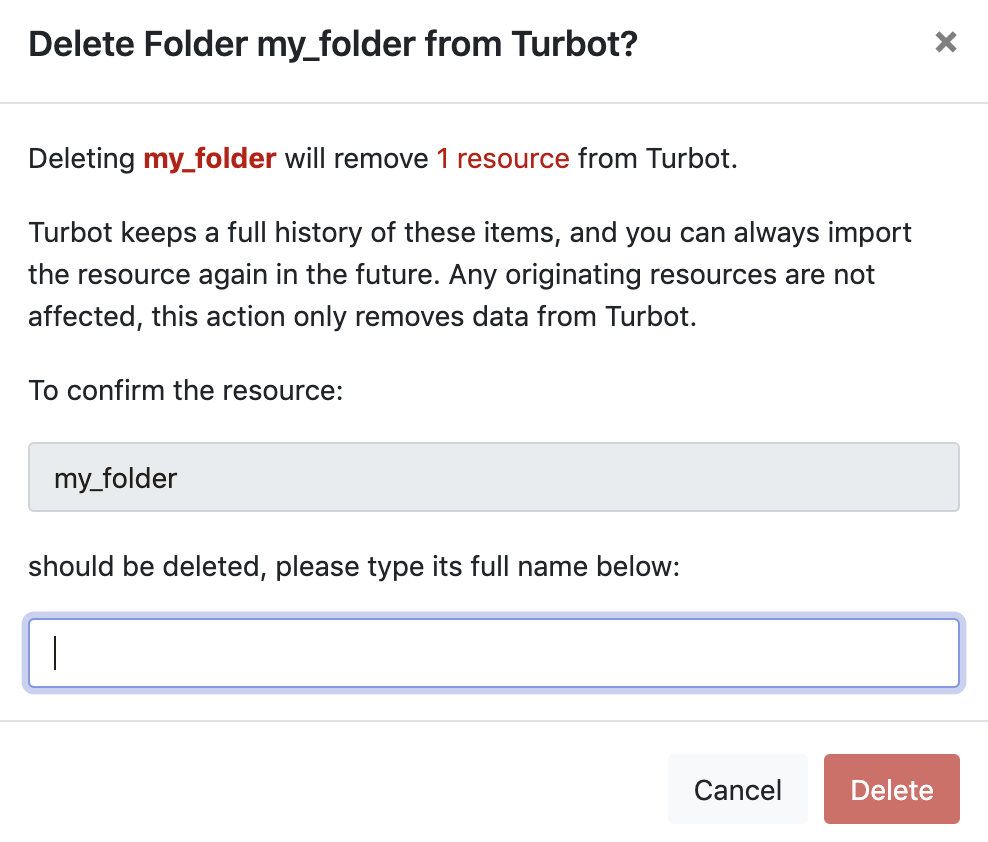 Delete Folder my_folder from Turbot?
Deleting my_folder will remove 1 resource from Turbot.
Turbot keeps a full history of these items, and you can always import
the resource again in the future. Any originating resources are not
affected, this action only removes data from Turbot.
To confirm the resource:
my_folder
should be deleted, please type its full name below:
Cancel
Delete